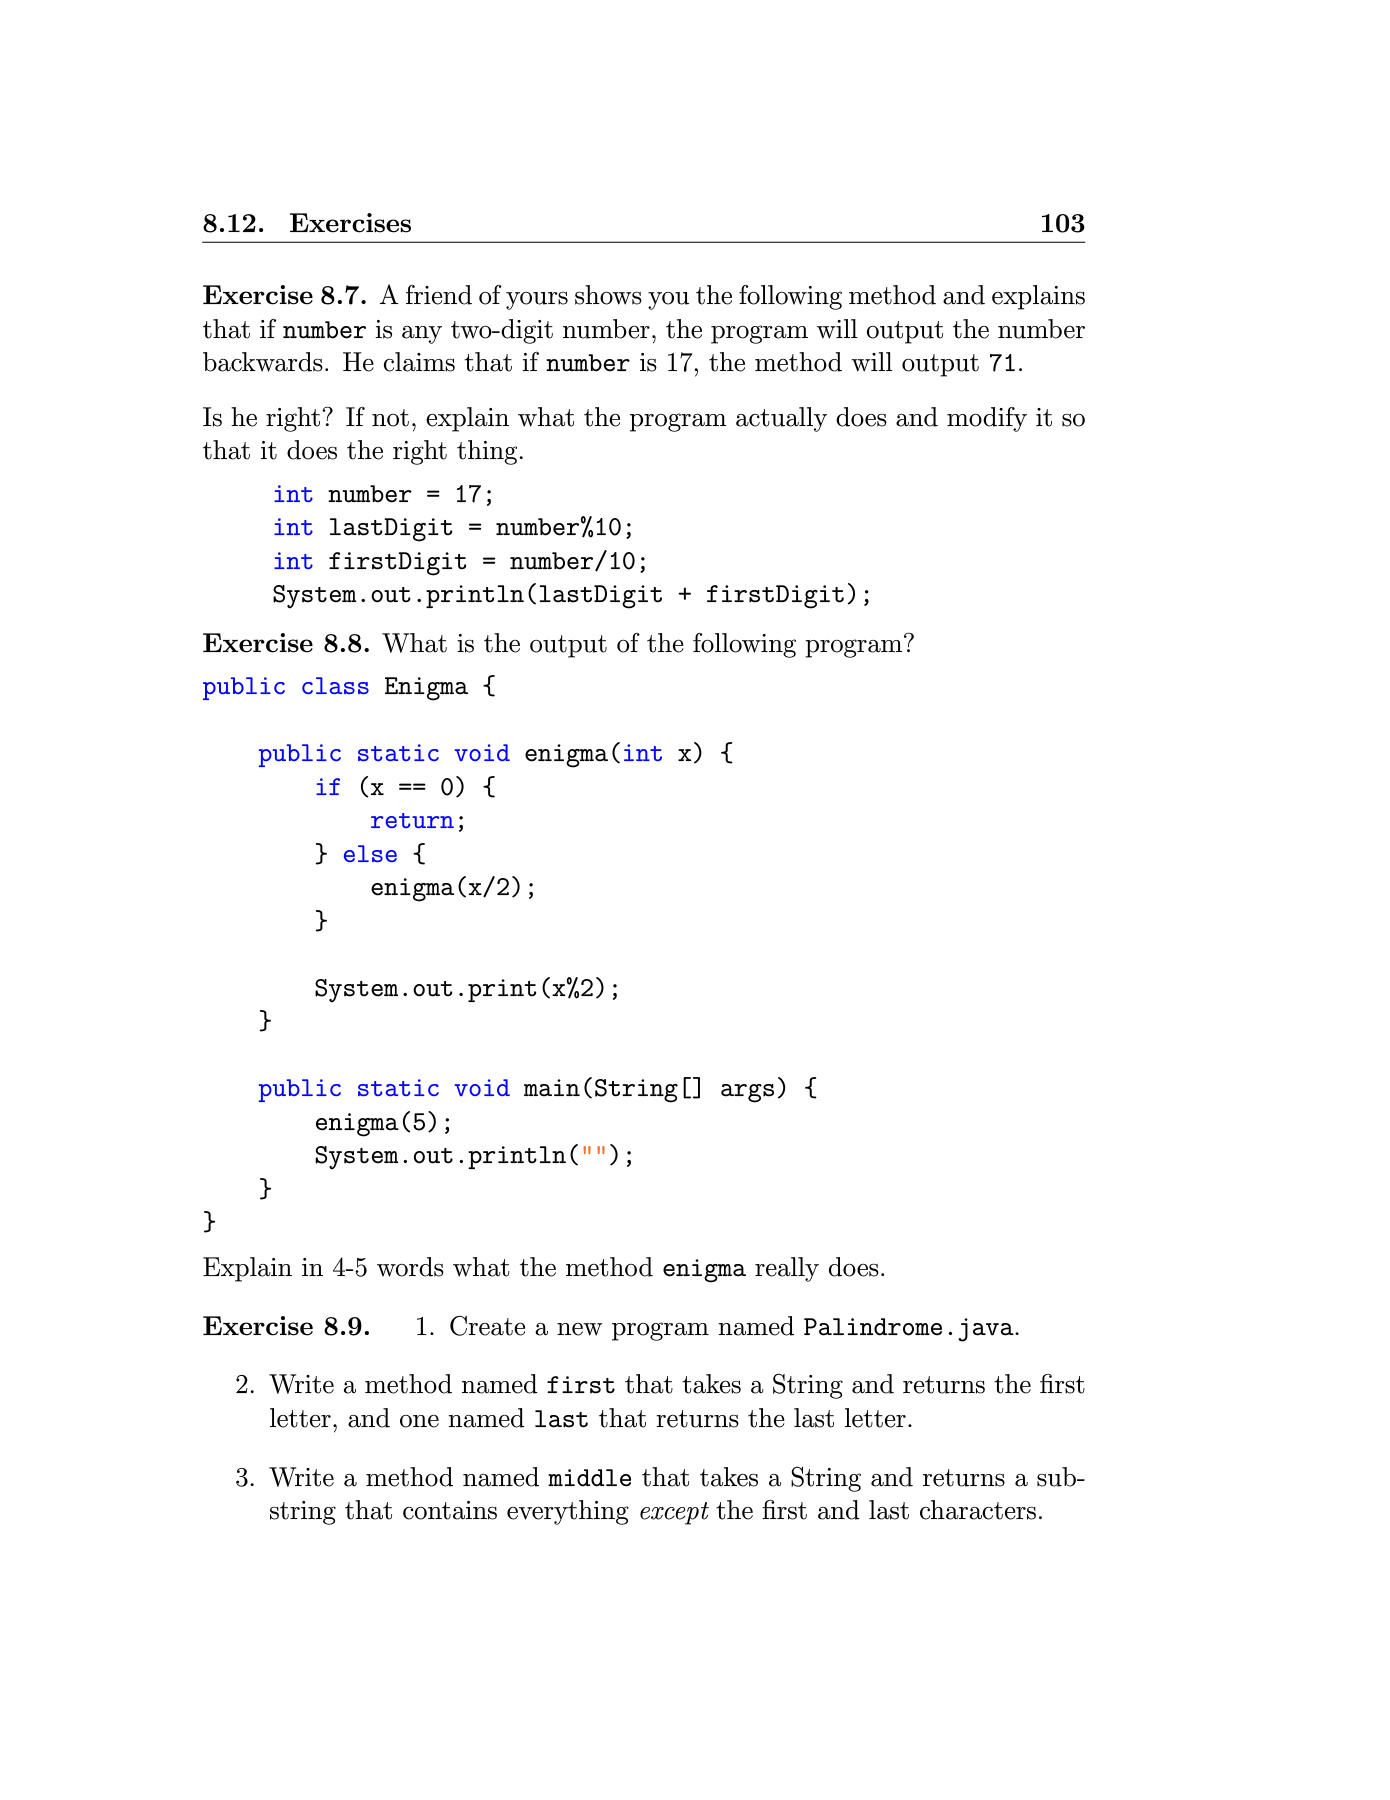 8.12. Exercises 103
Exercise 8.7. A friend of yours shows you the following method and explains
that if number is any two-digit number, the program will output the number
backwards. He claims that if number is 17, the method will output 71.
Is he right? If not, explain what the program actually does and modify it so
that it does the right thing.
int number = 17;
int lastDigit = number%10;
int firstDigit = number/10;
System.out.println(lastDigit + firstDigit);
Exercise 8.8. What is the output of the following program?
public class Enigma {
public static void enigma(int x) {
if (x == 0) {
return;
} else {
enigma(x/2);
}
System.out.print(x%2);
}
public static void main(String[] args) {
enigma(5);
System.out.println("");
}
}
Explain in 4-5 words what the method enigma really does.
Exercise 8.9. 1. Create a new program named Palindrome.java.
2. Write a method named first that takes a String and returns the first
letter, and one named last that returns the last letter.
3. Write a method named middle that takes a String and returns a sub-
string that contains everything except the first and last characters.